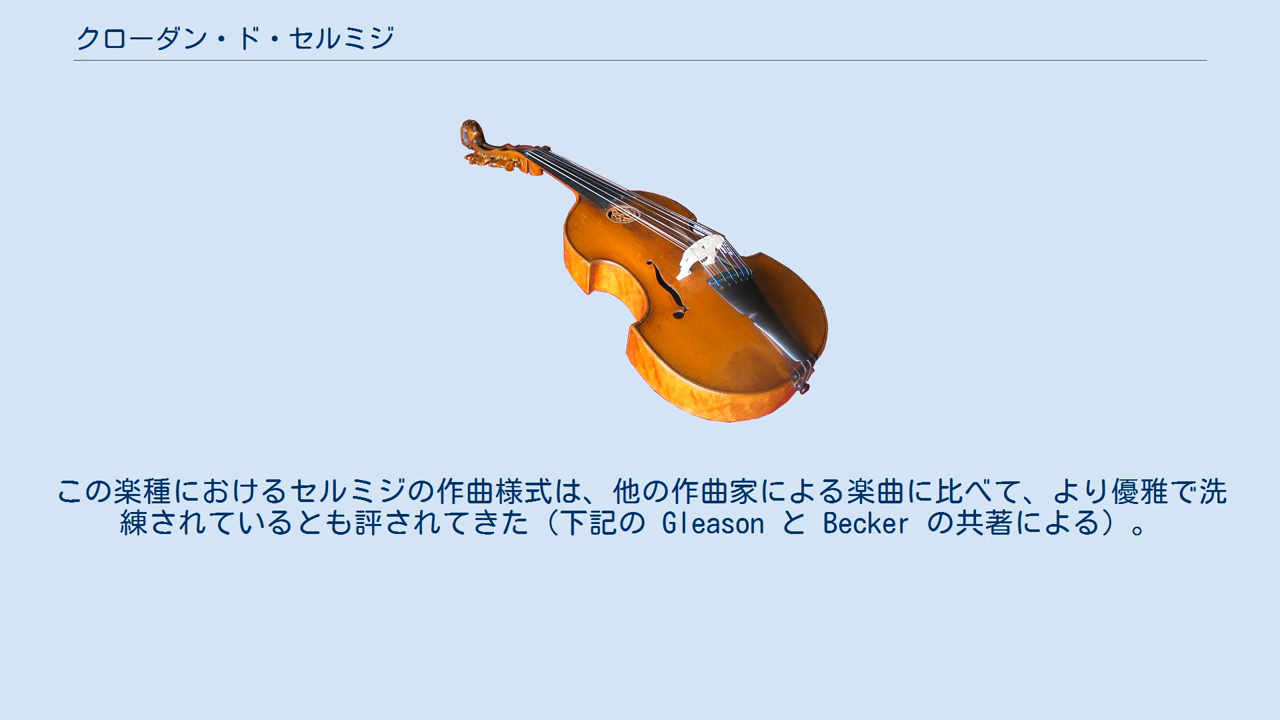 クローダン・ド・セルミジ
この楽種におけるセルミジの作曲様式は、他の作曲家による楽曲に比べて、より優雅で洗
練されているとも評されてきた（下記の Gleason と Becker の共著による）。